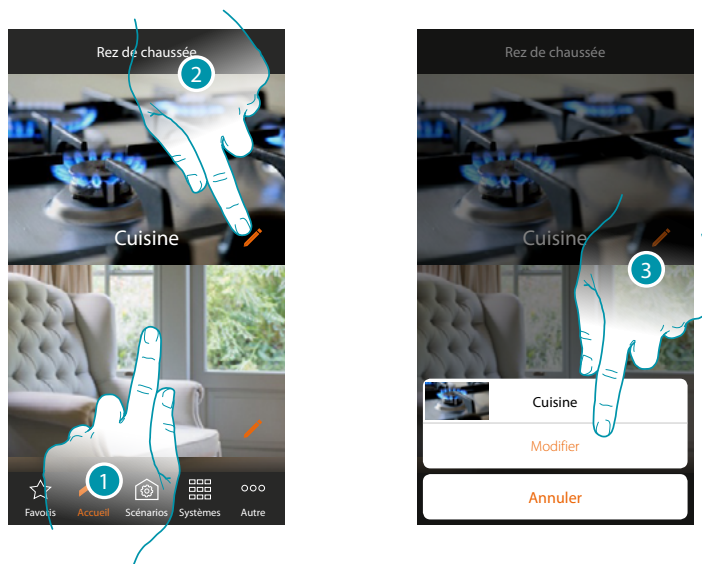 Rez de chaussée
2
Cuisine
1
Favoris
Accueil
Scénarios
Systèmes
Autre
Rez de chaussée
Cuisine
3
Cuisine
Modifier
Annuler